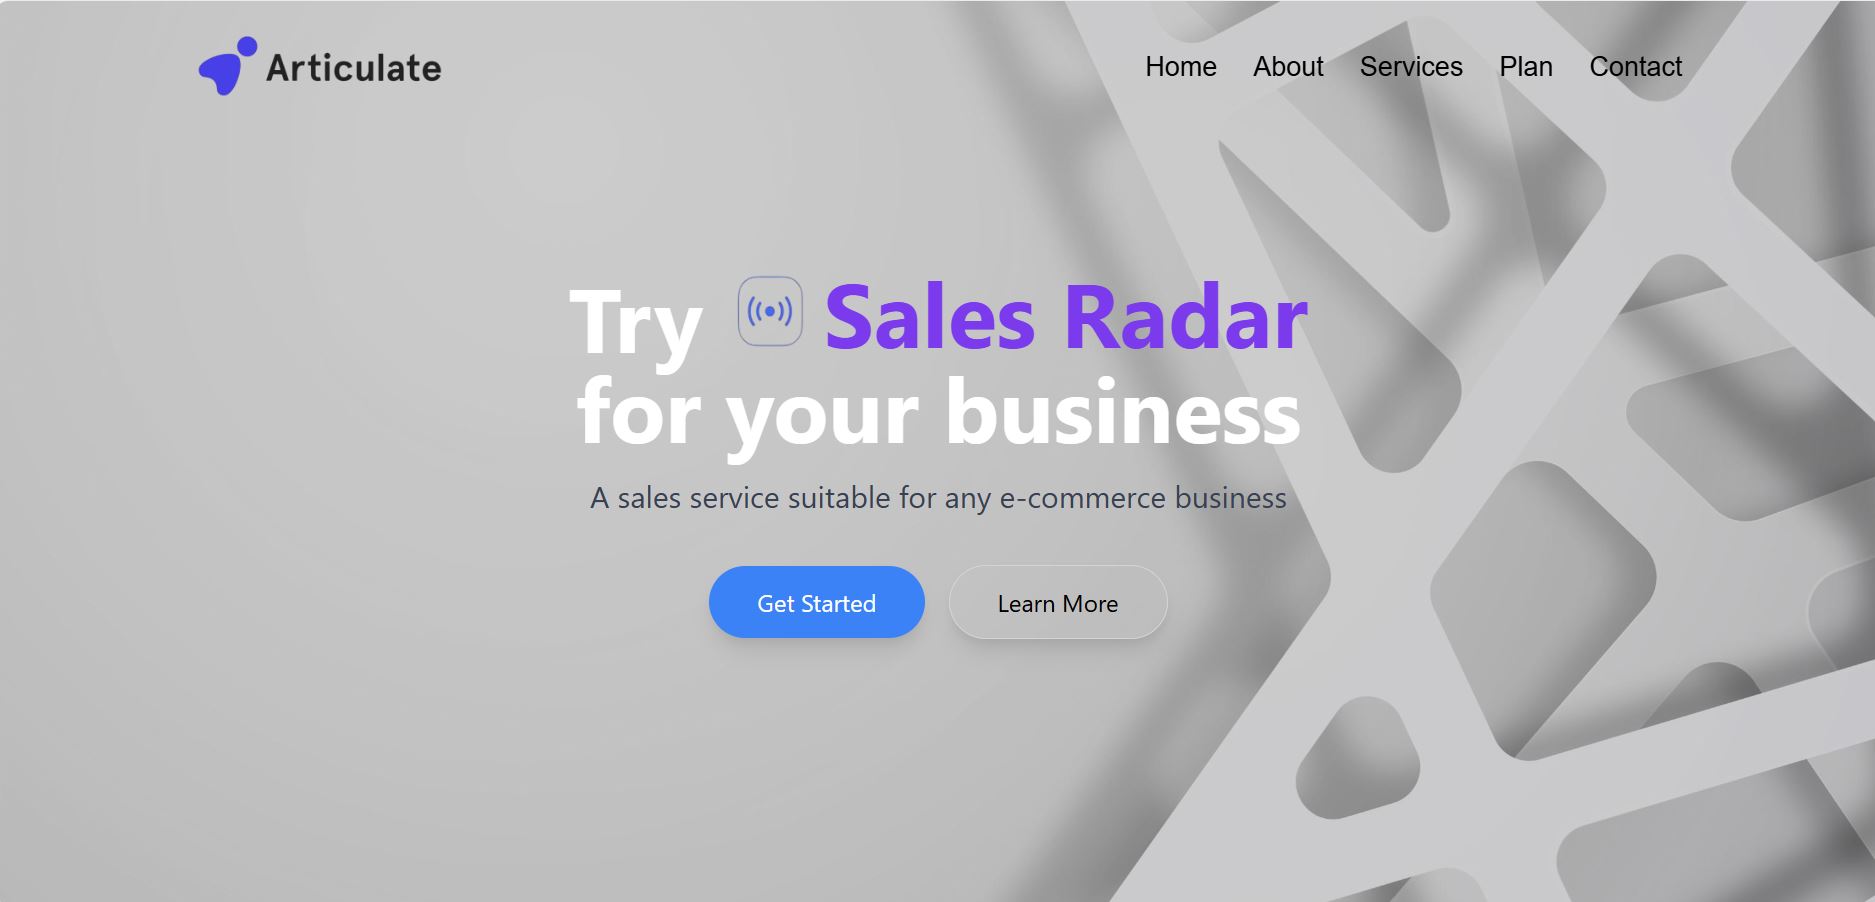 Articulate
Home About Services Plan Contact
Try Sales Radar
for your business
A sales service suitable for any e-commerce business
Get Started Learn More